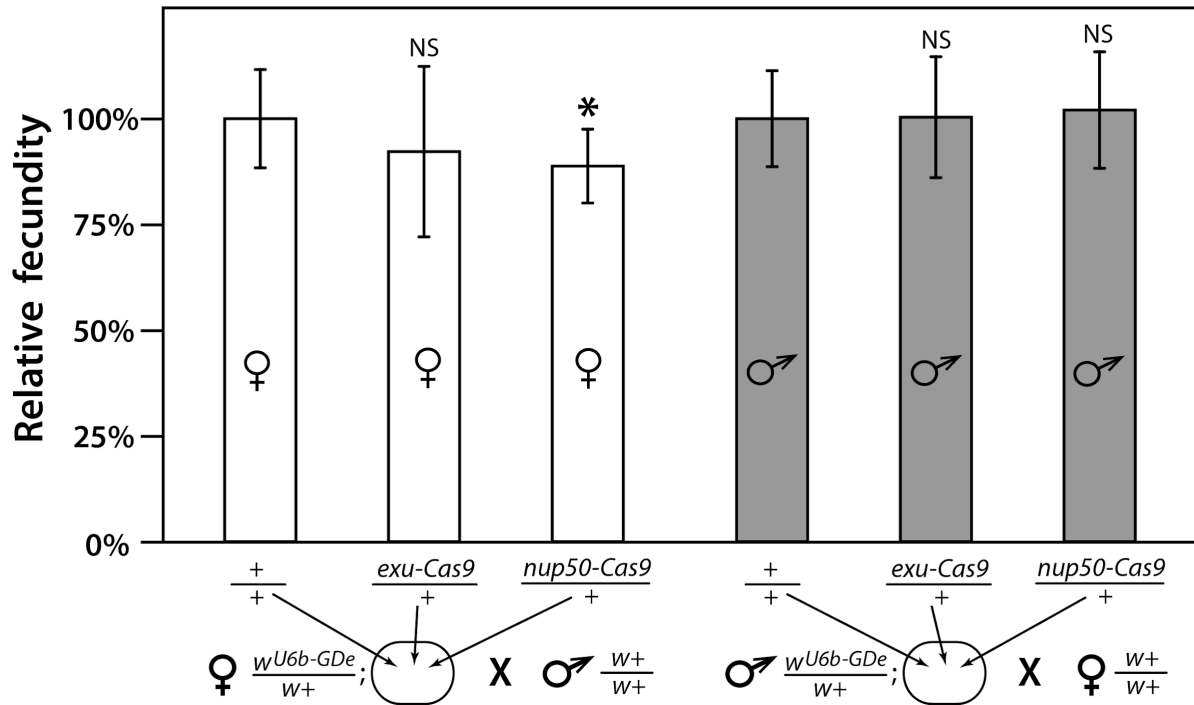 NS
NS
NS
*
Relative fecundity
100%
75%
50%
25%
0%
♀ ♀ ♀ ♂ ♂ ♂
+ exu-Cas9 nup50-Cas9 + exu-Cas9 nup50-Cas9
+ + + + + +
♀ wU6b-GDe ; X ♂ w+ ♂ wU6b-GDe ; X ♀ w+
w+ w+ w+ w+